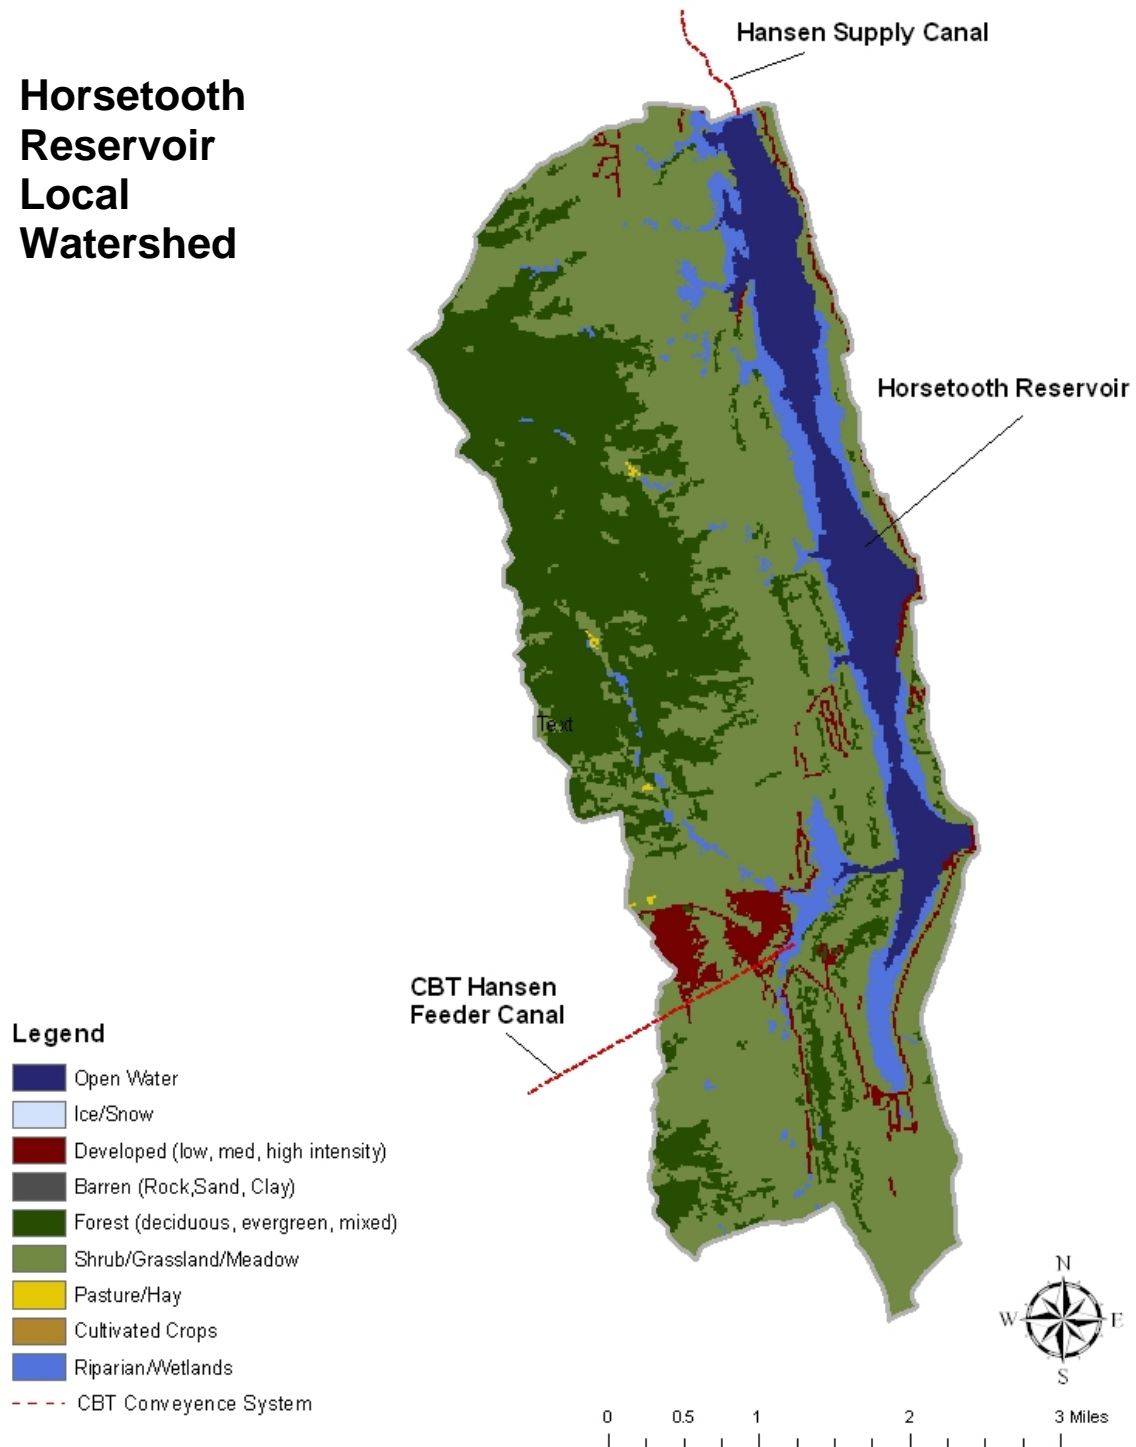 Hansen Supply Canal
Horsetooth
Reservoir
Local
Watershed
Horsetooth Reservoir
Text
CBT Hansen
Feeder Canal
Legend
Open Water
Ice/Snow
Developed (low, med, high intensity)
Barren (Rock,Sand, Clay)
Forest (deciduous, evergreen, mixed)
Shrub/Grassland/Meadow
Pasture/Hay
Cultivated Crops
Riparian/Wetlands
CBT Conveyence System
N
W
E
S
0 0.5 1 2 3 Miles